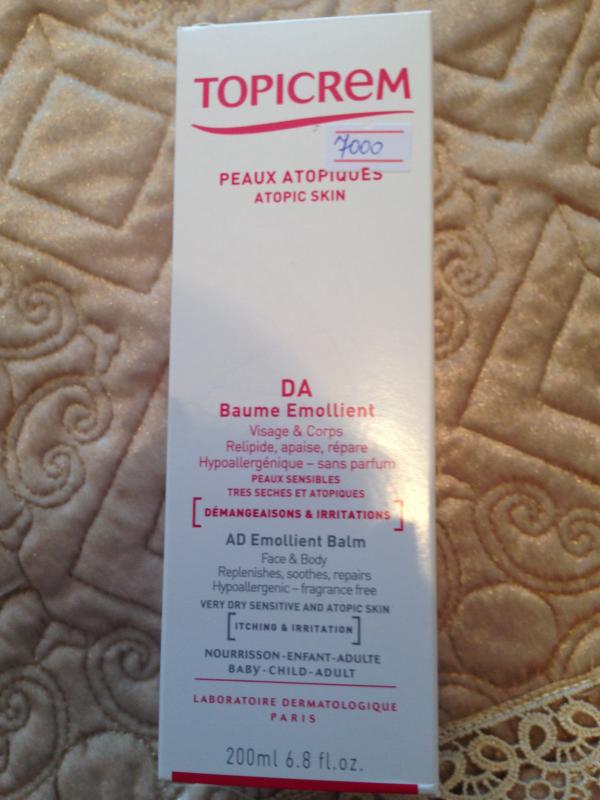 TOPICREM
7000
PEAUX ATOPIQUES
ATOPIC SKIN
DA
Baume Emollient
Visage & Corps
Relipide, apaise, répare
Hypoallergénique – sans parfum
PEAUX SENSIBLES
TRES SECHES ET ATOPIQUES
[DÉMANGEAISONS & IRRITATIONS]
AD Emollient Balm
Face & Body
Replenishes, soothes, repairs
Hypoallergenic – fragrance free
VERY DRY SENSITIVE AND ATOPIC SKIN
[ITCHING & IRRITATION]
NOURRISSON-ENFANT-ADULTE
BABY-CHILD-ADULT
LABORATOIRE DERMATOLOGIQUE
PARIS
200ml 6.8 fl.oz.